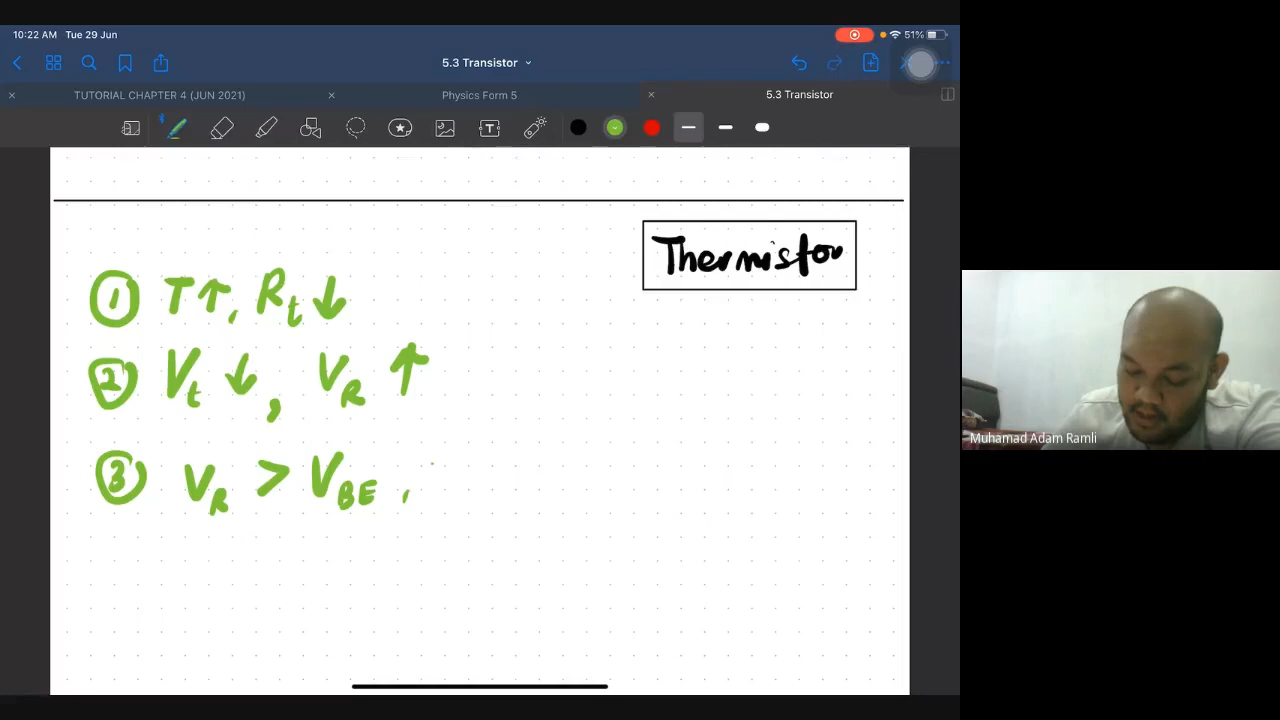 10:22 AM Tue 29 Jun
51%
5.3 Transistor
TUTORIAL CHAPTER 4 (JUN 2021)
Physics Form 5
5.3 Transistor
Thermistor
① T↑, Rt ↓
② Vt ↓, VR ↑
③ VR > VBE ,
Muhamad Adam Ramli